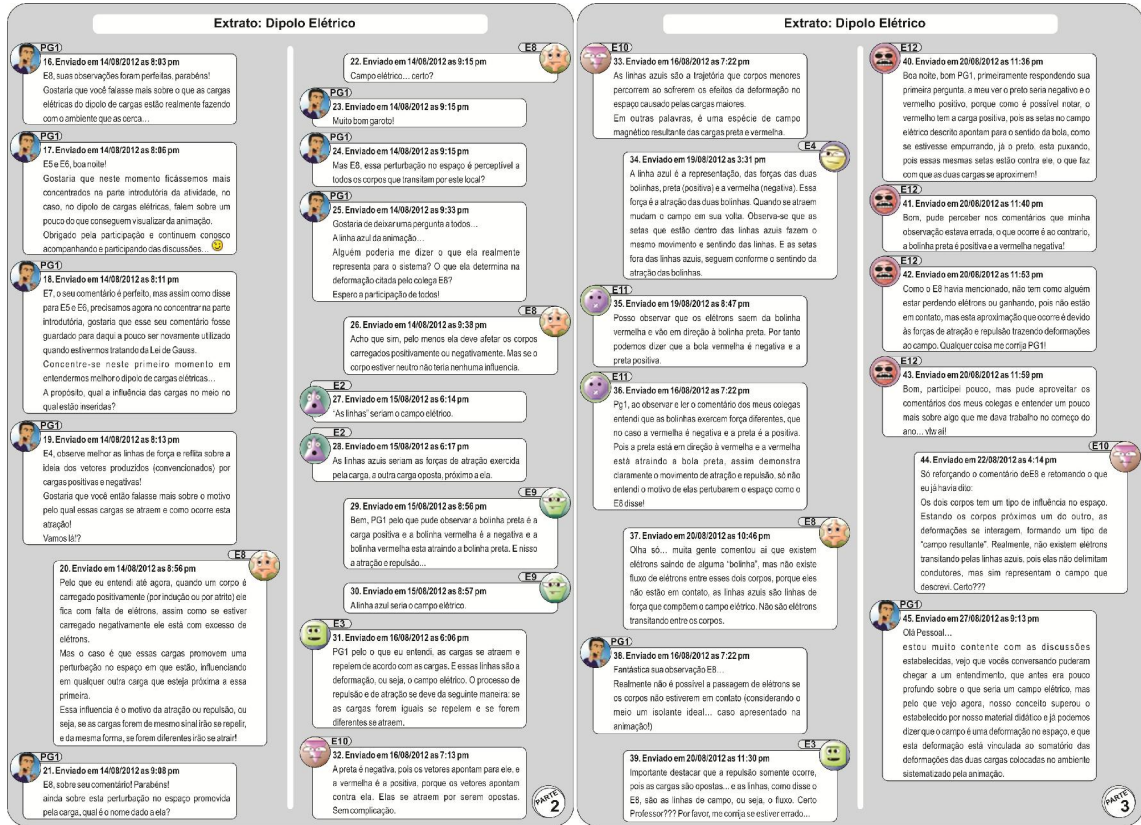 Extrato: Dipolo Elétrico
PG1)
16. Enviado em 14/08/2012 as 8:03 pm
E8, suas observações foram perfeitas, parabéns!
Gostaria que você falasse mais sobre o que as cargas
elétricas do dipolo de cargas estão realmente fazendo
com o ambiente que as cerca…
PG1)
17. Enviado em 14/08/2012 as 8:06 pm
E5 e E6, boa noite!
Gostaria que neste momento ficássemos mais
concentrados na parte introdutória da atividade, no
caso, no dipolo de cargas elétricas, falem sobre um
pouco do que conseguem visualizar da animação.
Obrigado pela participação e continuem conosco
acompanhando e participando das discussões…
PG1)
18. Enviado em 14/08/2012 as 8:11 pm
E7, o seu comentário é perfeito, mas assim como disse
para E5 e E6, precisamos agora no concentrar na parte
introdutória, gostaria que esse seu comentário fosse
guardado para daqui a pouco ser novamente utilizado
quando estivermos tratando da Lei de Gauss.
Concentre-se neste primeiro momento em
entendermos melhor o dipolo de cargas elétricas…
A propósito, qual a influência das cargas no meio no
qual estão inseridas?
PG1)
19. Enviado em 14/08/2012 as 8:13 pm
E4, observe melhor as linhas de força e reflita sobre a
ideia dos vetores produzidos (convencionados) por
cargas positivas e negativas!
Gostaria que você então falasse mais sobre o motivo
pelo qual essas cargas se atraem e como ocorre esta
atração!
Vamos lá!?
E8
20. Enviado em 14/08/2012 as 8:56 pm
Pelo que eu entendi até agora, quando um corpo é
carregado positivamente (por indução ou por atrito) ele
fica com falta de elétrons, assim como se estiver
carregado negativamente ele está com excesso de
elétrons.
Mas o caso é que essas cargas promovem uma
perturbação no espaço em que estão, influenciando
em qualquer outra carga que esteja próxima a essa
primeira.
Essa influencia é o motivo da atração ou repulsão, ou
seja, se as cargas forem de mesmo sinal irão se repelir,
e da mesma forma, se forem diferentes irão se atrair!
PG1)
21. Enviado em 14/08/2012 as 9:08 pm
E8, sobre seu comentário! Parabéns!
ainda sobre esta perturbação no espaço promovida
pela carga, qual é o nome dado a ela?
E8
22. Enviado em 14/08/2012 as 9:15 pm
Campo elétrico… certo?
PG1)
23. Enviado em 14/08/2012 as 9:15 pm
Muito bom garoto!
PG1)
24. Enviado em 14/08/2012 as 9:15 pm
Mas E8, essa perturbação no espaço é perceptível a
todos os corpos que transitam por este local?
PG1)
25. Enviado em 14/08/2012 as 9:33 pm
Gostaria de deixar uma pergunta a todos…
A linha azul da animação…
Alguém poderia me dizer o que ela realmente
representa para o sistema? O que ela determina na
deformação citada pelo colega E8?
Espero a participação de todos!
E8
26. Enviado em 14/08/2012 as 9:38 pm
Acho que sim, pelo menos ela deve afetar os corpos
carregados positivamente ou negativamente. Mas se o
corpo estiver neutro não teria nenhuma influencia.
E2
27. Enviado em 15/08/2012 as 6:14 pm
“As linhas” seriam o campo elétrico.
E2
28. Enviado em 15/08/2012 as 6:17 pm
As linhas azuis seriam as forças de atração exercida
pela carga, a outra carga oposta, próximo a ela.
E9
29. Enviado em 15/08/2012 as 8:56 pm
Bem, PG1 pelo que pude observar a bolinha preta é a
carga positiva e a bolinha vermelha é a negativa e a
bolinha vermelha esta atraindo a bolinha preta. E nisso
a atração e repulsão…
E9
30. Enviado em 15/08/2012 as 8:57 pm
A linha azul seria o campo elétrico.
E3
31. Enviado em 16/08/2012 as 6:06 pm
PG1 pelo o que eu entendi, as cargas se atraem e
repelem de acordo com as cargas. E essas linhas são a
deformação, ou seja, o campo elétrico. O processo de
repulsão e de atração se deve da seguinte maneira: se
as cargas forem iguais se repelem e se forem
diferentes se atraem.
E10
32. Enviado em 16/08/2012 as 7:13 pm
A preta é negativa, pois os vetores apontam para ele, e
a vermelha é a positiva, porque os vetores apontam
contra ela. Elas se atraem por serem opostas.
Sem complicação.
PARTE
2
Extrato: Dipolo Elétrico
E10
33. Enviado em 16/08/2012 as 7:22 pm
As linhas azuis são a trajetória que corpos menores
percorrem ao sofrerem os efeitos da deformação no
espaço causado pelas cargas maiores.
Em outras palavras, é uma espécie de campo
magnético resultante das cargas preta e vermelha.
E4
34. Enviado em 19/08/2012 as 3:31 pm
A linha azul é a representação, das forças das duas
bolinhas, preta (positiva) e a vermelha (negativa). Essa
força é a atração das duas bolinhas. Quando se atraem
mudam o campo em sua volta. Observa-se que as
setas que estão dentro das linhas azuis fazem o
mesmo movimento e sentindo das linhas. E as setas
fora das linhas azuis, seguem conforme o sentindo da
atração das bolinhas.
E11
35. Enviado em 19/08/2012 as 8:47 pm
Posso observar que os elétrons saem da bolinha
vermelha e vão em direção à bolinha preta. Por tanto
podemos dizer que a bola vermelha é negativa e a
preta positiva.
E11
36. Enviado em 16/08/2012 as 7:22 pm
Pg1, ao observar e ler o comentário dos meus colegas
entendi que as bolinhas exercem força diferentes, que
no caso a vermelha é negativa e a preta é a positiva.
Pois a preta está em direção à vermelha e a vermelha
está atraindo a bola preta, assim demonstra
claramente o movimento de atração e repulsão, só não
entendi o motivo de elas pertubarem o espaço como o
E8 disse!
E8
37. Enviado em 20/08/2012 as 10:46 pm
Olha só… muita gente comentou ai que existem
elétrons saindo de alguma “bolinha”, mas não existe
fluxo de elétrons entre esses dois corpos, porque eles
não estão em contato, as linhas azuis são linhas de
força que compõem o campo elétrico. Não são elétrons
transitando entre os corpos.
PG1)
38. Enviado em 16/08/2012 as 7:22 pm
Fantástica sua observação E8…
Realmente não é possível a passagem de elétrons se
os corpos não estiverem em contato (considerando o
meio um isolante ideal… caso apresentado na
animação!)
E3
39. Enviado em 20/08/2012 as 11:30 pm
Importante destacar que a repulsão somente ocorre,
pois as cargas são opostas… e as linhas, como disse o
E8, são as linhas de campo, ou seja, o fluxo. Certo
Professor??? Por favor, me corrija se estiver errado…
E12)
40. Enviado em 20/08/2012 as 11:36 pm
Boa noite, bom PG1, primeiramente respondendo sua
primeira pergunta, a meu ver o preto seria negativo e o
vermelho positivo, porque como é possível notar, o
vermelho tem a carga positiva, pois as setas no campo
elétrico descrito apontam para o sentido da bola, como
se estivesse empurrando, já o preto, esta puxando,
pois essas mesmas setas estão contra ele, o que faz
com que as duas cargas se aproximem!
E12)
41. Enviado em 20/08/2012 as 11:40 pm
Bom, pude perceber nos comentários que minha
observação estava errada, o que ocorre é ao contrario,
a bolinha preta é positiva e a vermelha negativa!
E12)
42. Enviado em 20/08/2012 as 11:53 pm
Como o E8 havia mencionado, não tem como alguém
estar perdendo elétrons ou ganhando, pois não estão
em contato, mas esta aproximação que ocorre é devido
às forças de atração e repulsão trazendo deformações
ao campo. Qualquer coisa me corrija PG1!
E12)
43. Enviado em 20/08/2012 as 11:59 pm
Bom, participei pouco, mas pude aproveitar os
comentários dos meus colegas e entender um pouco
mais sobre algo que me dava trabalho no começo do
ano… vlw ai!
E10
44. Enviado em 22/08/2012 as 4:14 pm
Só reforçando o comentário de E8 e retomando o que
eu já havia dito:
Os dois corpos tem um tipo de influência no espaço.
Estando os corpos próximos um do outro, as
deformações se interagem, formando um tipo de
“campo resultante”. Realmente, não existem elétrons
transitando pelas linhas azuis, pois elas não delimitam
condutores, mas sim representam o campo que
descrevi. Certo???
PG1)
45. Enviado em 27/08/2012 as 9:13 pm
Olá Pessoal…
estou muito contente com as discussões
estabelecidas, vejo que vocês conversando puderam
chegar a um entendimento, que antes era pouco
profundo sobre o que seria um campo elétrico, mas
pelo que vejo agora, nosso conceito superou o
estabelecido por nosso material didático e já podemos
dizer que o campo é uma deformação no espaço, e que
esta deformação está vinculada ao somatório das
deformações das duas cargas colocadas no ambiente
sistematizado pela animação.
PARTE
3